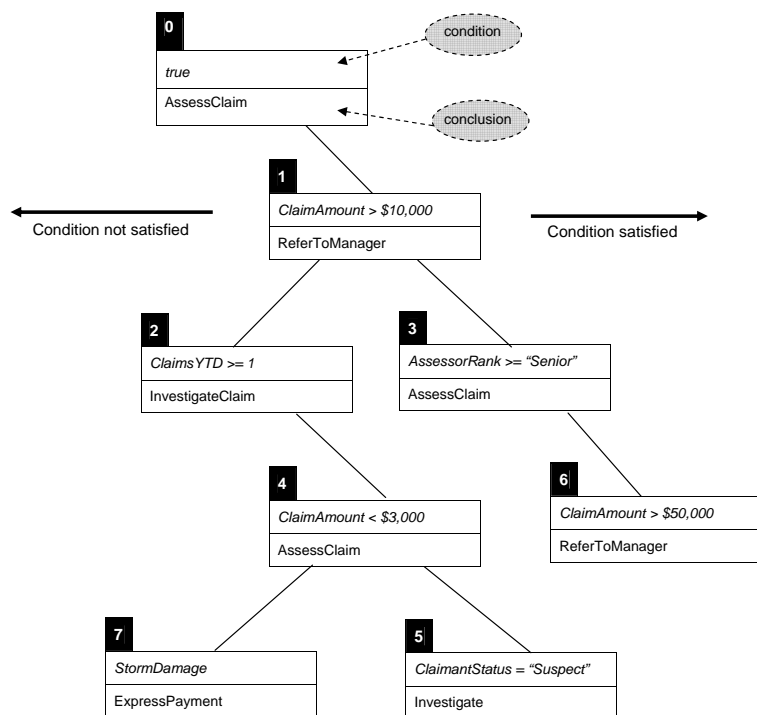 0
condition
true
AssessClaim
conclusion
1
ClaimAmount > $10,000
Condition not satisfied
Condition satisfied
ReferToManager
2
3
ClaimsYTD >= 1
AssessorRank >= “Senior”
InvestigateClaim
AssessClaim
4
6
ClaimAmount < $3,000
ClaimAmount > $50,000
AssessClaim
ReferToManager
7
5
StormDamage
ClaimantStatus = “Suspect”
ExpressPayment
Investigate